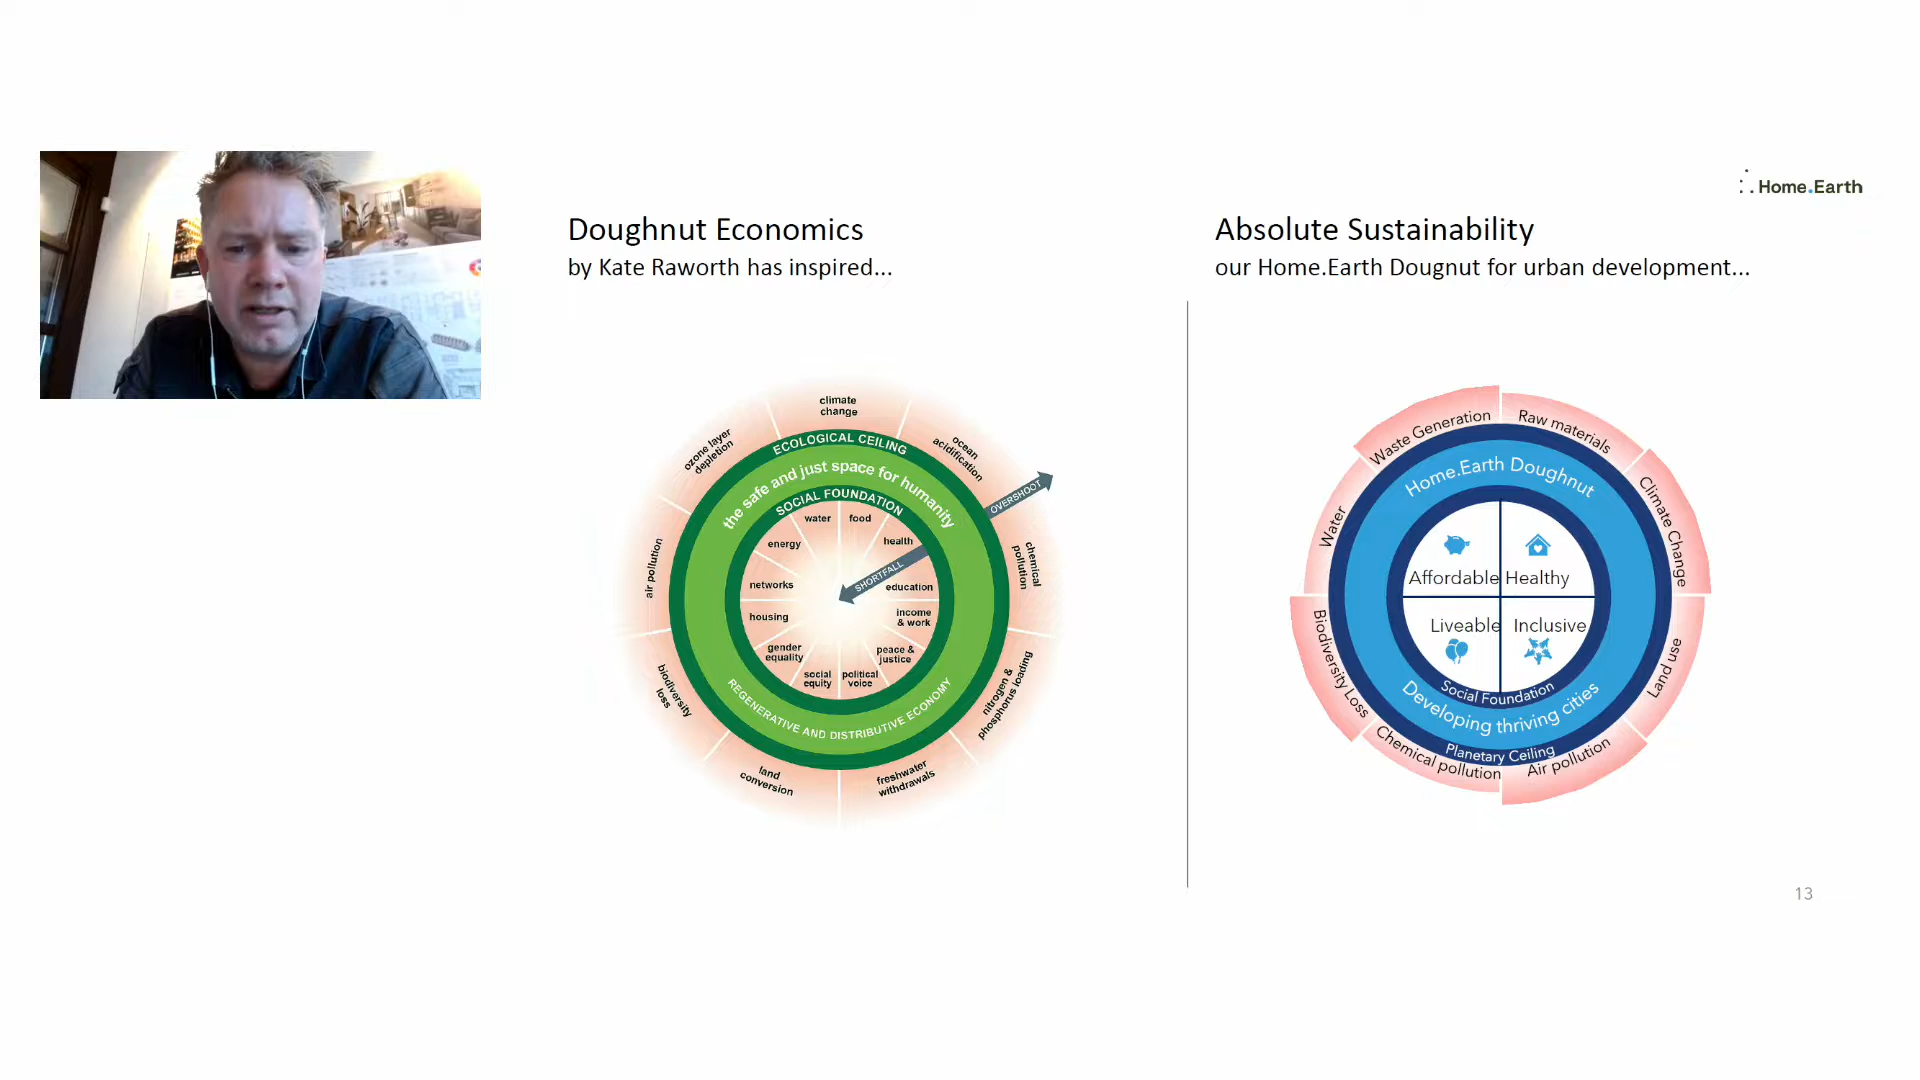 Home.Earth
Doughnut Economics
by Kate Raworth has inspired...
Absolute Sustainability
our Home.Earth Dougnut for urban development...
climate
change
ocean
acidification
chemical
pollution
nitrogen &
phosphorus loading
freshwater
withdrawals
land
conversion
biodiversity
loss
air pollution
ozone layer
depletion
ECOLOGICAL CEILING
the safe and just space for humanity
SOCIAL FOUNDATION
OVERSHOOT
SHORTFALL
water
food
health
education
income
& work
peace &
justice
political
voice
social
equity
gender
equality
housing
networks
energy
REGENERATIVE AND DISTRIBUTIVE ECONOMY
Waste Generation
Raw materials
Climate Change
Land use
Air pollution
Chemical pollution
Biodiversity Loss
Water
Home.Earth Doughnut
Affordable
Healthy
Liveable
Inclusive
Social Foundation
Developing thriving cities
Planetary Ceiling
13